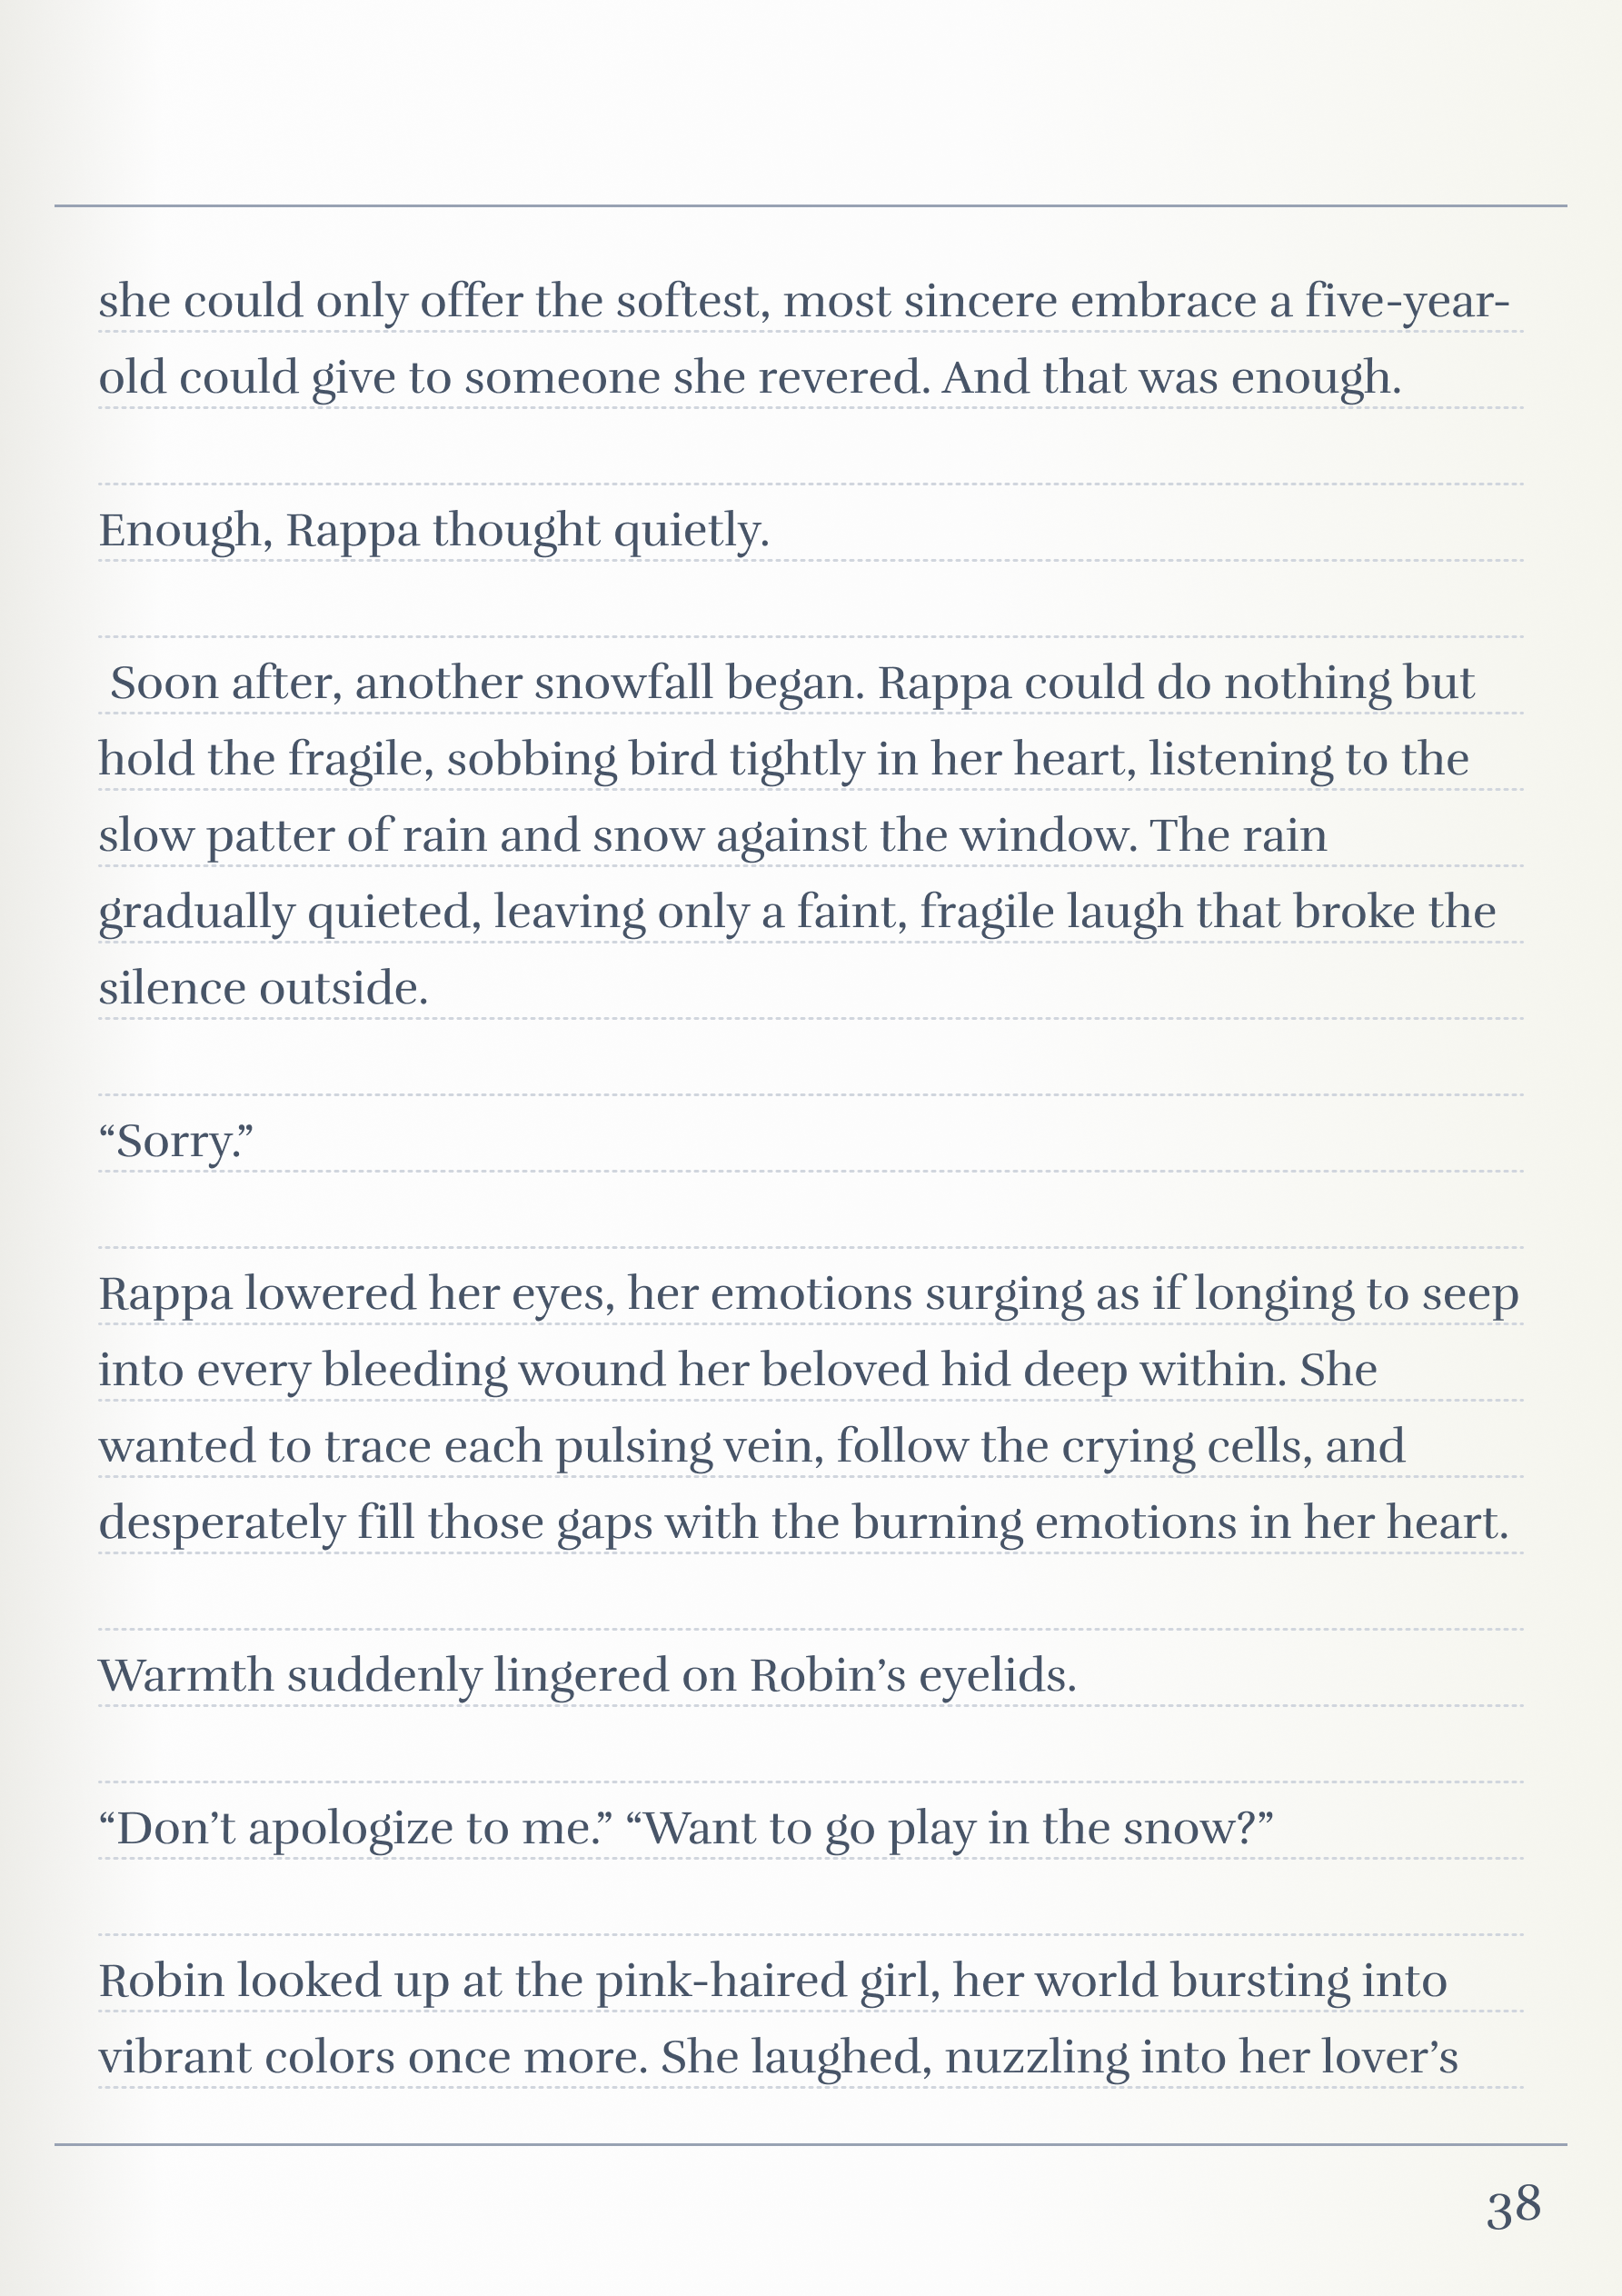 she could only offer the softest, most sincere embrace a five-year-
old could give to someone she revered. And that was enough.
Enough, Rappa thought quietly.
Soon after, another snowfall began. Rappa could do nothing but
hold the fragile, sobbing bird tightly in her heart, listening to the
slow patter of rain and snow against the window. The rain
gradually quieted, leaving only a faint, fragile laugh that broke the
silence outside.
“Sorry.”
Rappa lowered her eyes, her emotions surging as if longing to seep
into every bleeding wound her beloved hid deep within. She
wanted to trace each pulsing vein, follow the crying cells, and
desperately fill those gaps with the burning emotions in her heart.
Warmth suddenly lingered on Robin’s eyelids.
“Don’t apologize to me.” “Want to go play in the snow?”
Robin looked up at the pink-haired girl, her world bursting into
vibrant colors once more. She laughed, nuzzling into her lover’s
38